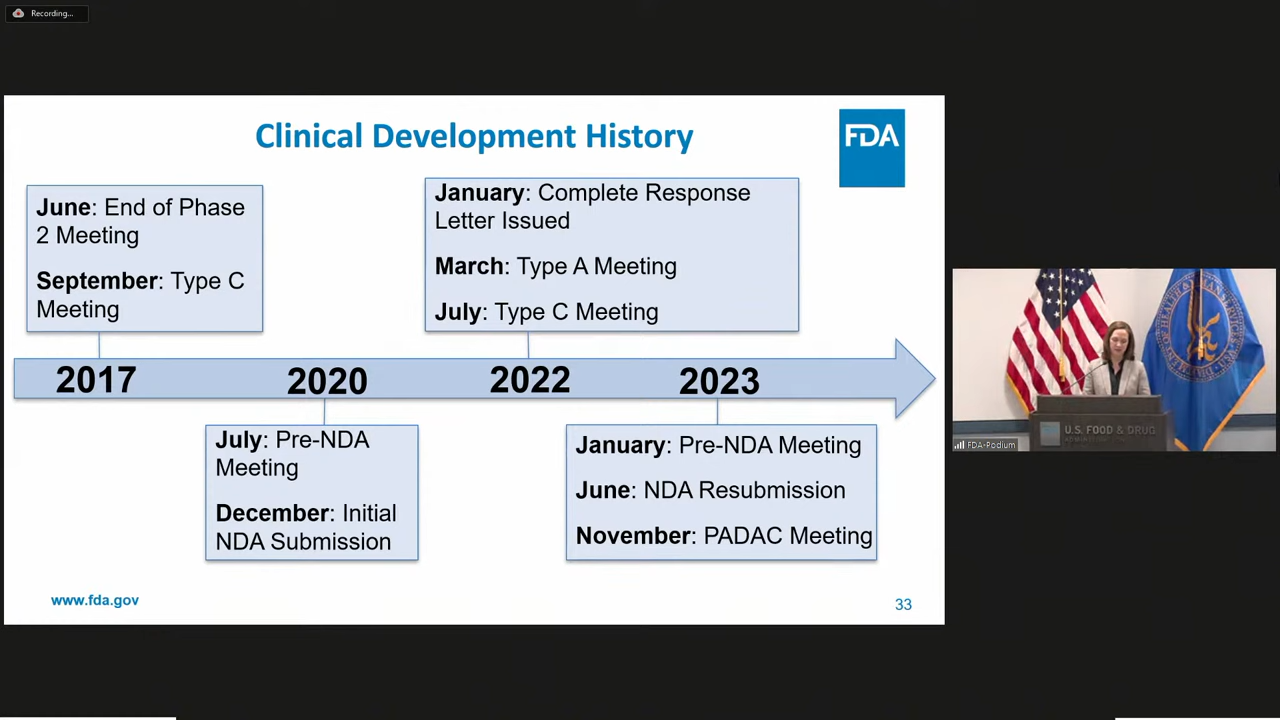 Recording...
Clinical Development History
FDA
June: End of Phase
2 Meeting
September: Type C
Meeting
January: Complete Response
Letter Issued
March: Type A Meeting
July: Type C Meeting
2017
2020
2022
2023
July: Pre-NDA
Meeting
December: Initial
NDA Submission
January: Pre-NDA Meeting
June: NDA Resubmission
November: PADAC Meeting
www.fda.gov
33
U.S. FOOD & DRUG
FDA-Podium